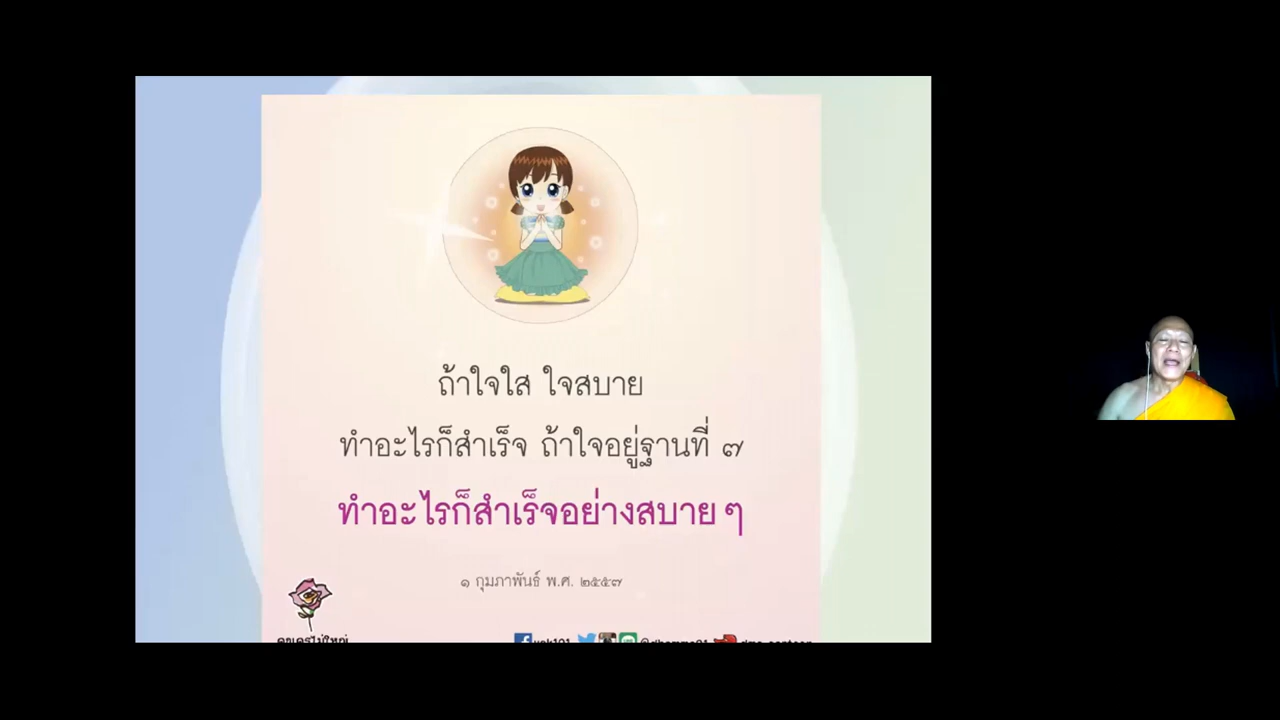 ถ้าใจใส ใจสบาย
ทำอะไรก็สำเร็จ ถ้าใจอยู่ฐานที่ ๗
ทำอะไรก็สำเร็จอย่างสบาย ๆ
๑ กุมภาพันธ์ พ.ศ. ๒๕๕๗